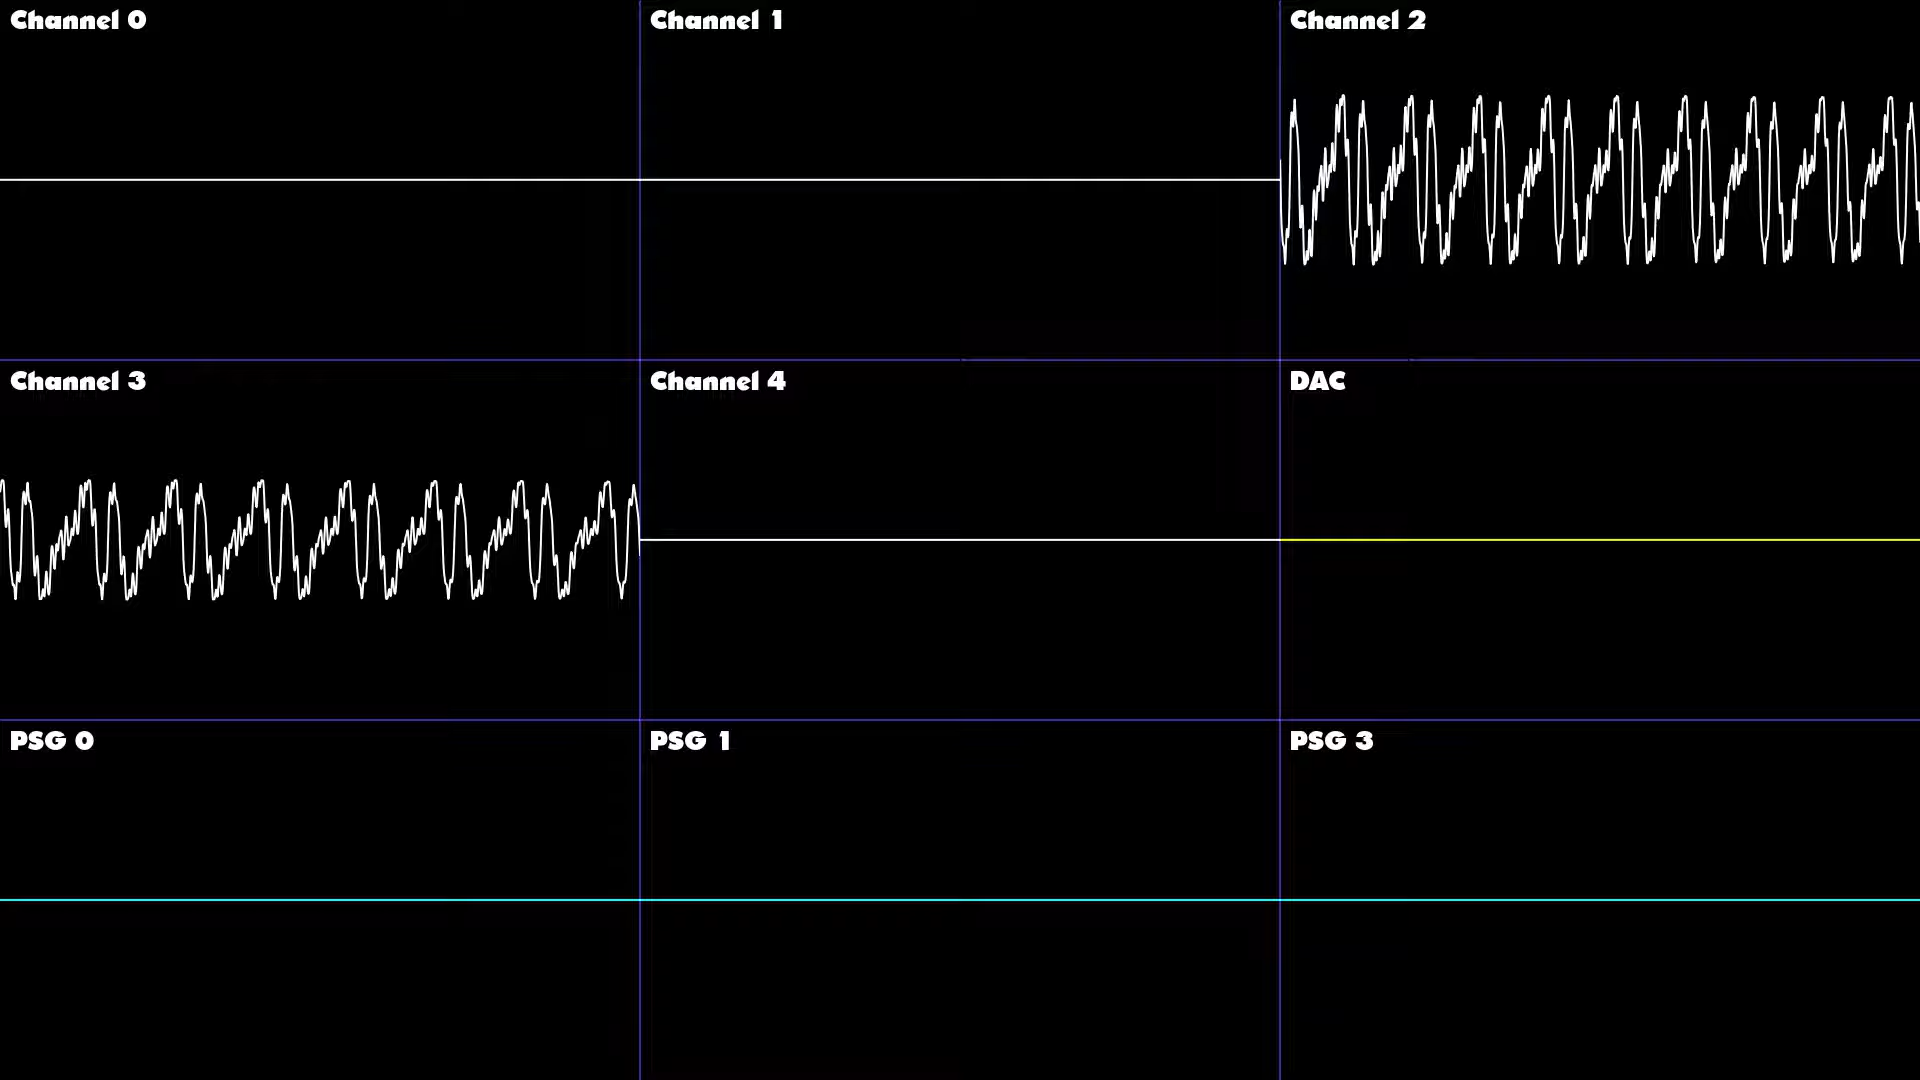 Channel 0
Channel 1
Channel 2
Channel 3
Channel 4
DAC
PSG 0
PSG 1
PSG 3